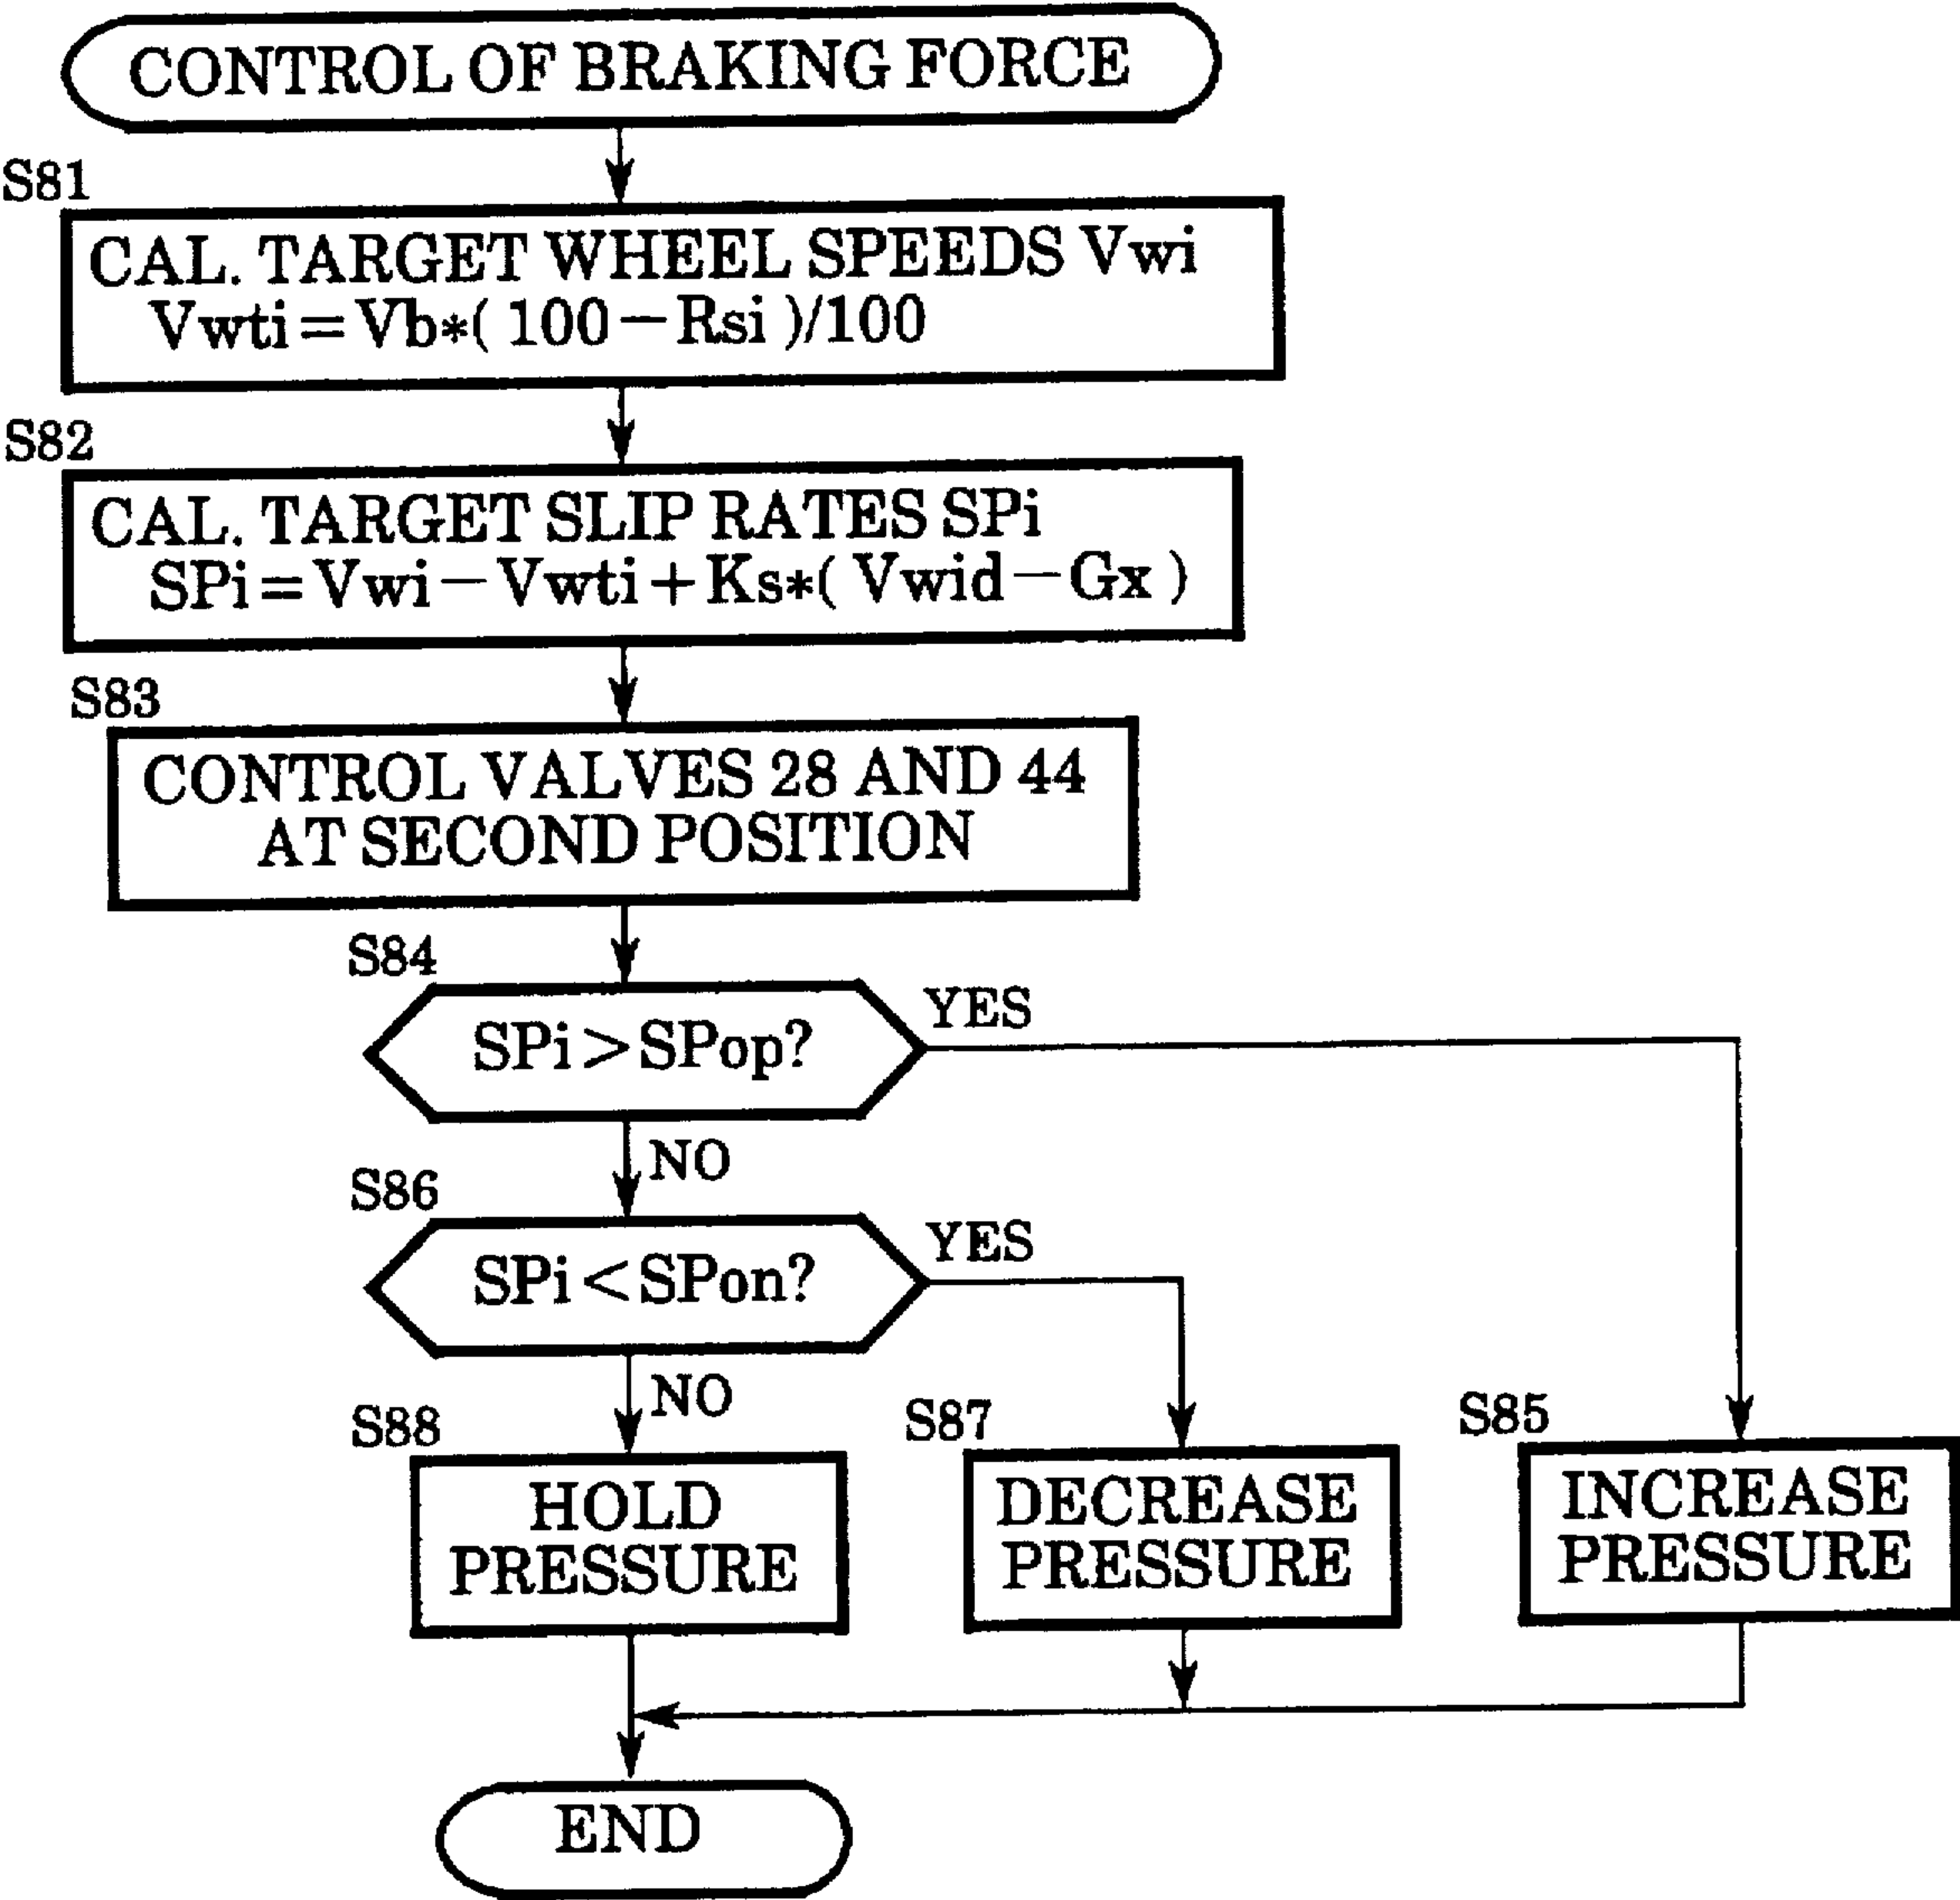 CONTROL OF BRAKING FORCE
S81
CAL. TARGET WHEEL SPEEDS Vwi
Vwti=Vb*(100-Rsi)/100
S82
CAL. TARGET SLIP RATES SPi
SPi=Vwi-Vwti+Ks*(Vwid-Gx)
S83
CONTROL VALVES 28 AND 44
AT SECOND POSITION
S84
SPi>SPop?
YES
NO
S86
SPi<SPon?
YES
NO
S88
HOLD
PRESSURE
S87
DECREASE
PRESSURE
S85
INCREASE
PRESSURE
END